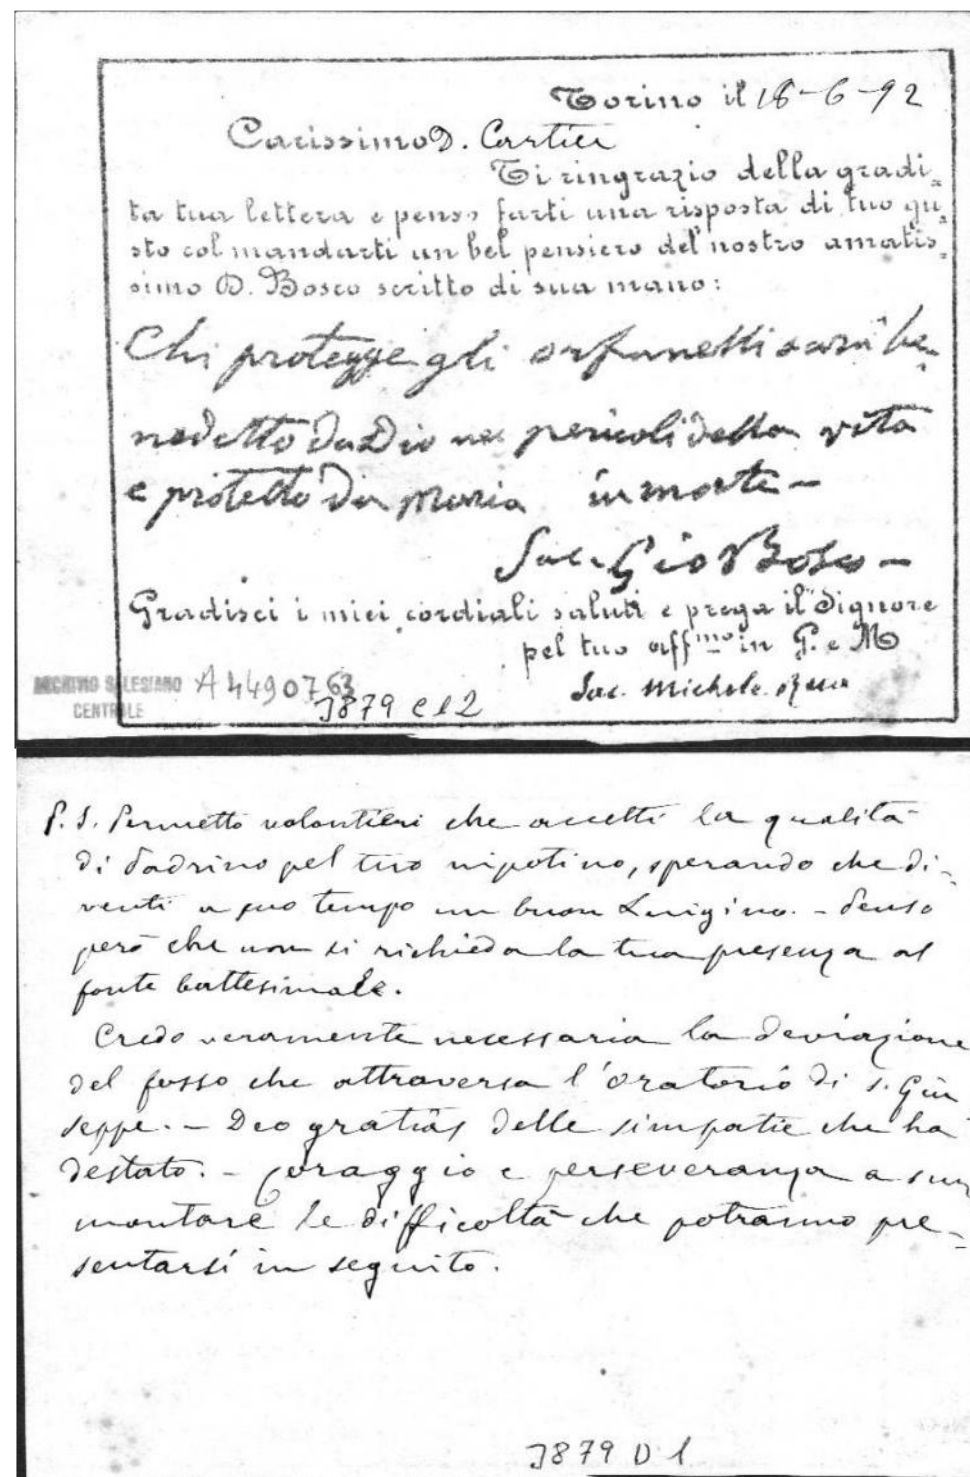 Torino il 18-6-92
Carissimo D. Cartier
Ti ringrazio della gradi=
ta tua lettera e penso farti una risposta di tuo gu=
sto col mandarti un bel pensiero del nostro amatis=
simo D. Bosco scritto di sua mano:
Chi protegge gli orfanelli sarà be=
nedetto da Dio nei pericoli della vita
e protetto da Maria in morte -
Sac. Gio Bosco -
Gradisci i miei cordiali saluti e prega il Signore
pel tuo aff.mo in G. e M
Sac. Michele Rua
ARCHIVIO SALESIANO
CENTRALE
A4490763
3879 C12
P. S. Permetto volontieri che accetti la qualità
di Padrino pel tuo nipotino, sperando che di=
venti a suo tempo un buon Luigino. - Penso
però che non si richieda la tua presenza al
fonte battesimale.
Credo veramente necessaria la deviazione
del fosso che attraversa l'oratorio di S. Giu=
seppe. - Deo gratias delle simpatie che ha
destato. - Coraggio e perseveranza a sur
montare le difficoltà che potranno pre=
sentarsi in seguito.
3879 D1